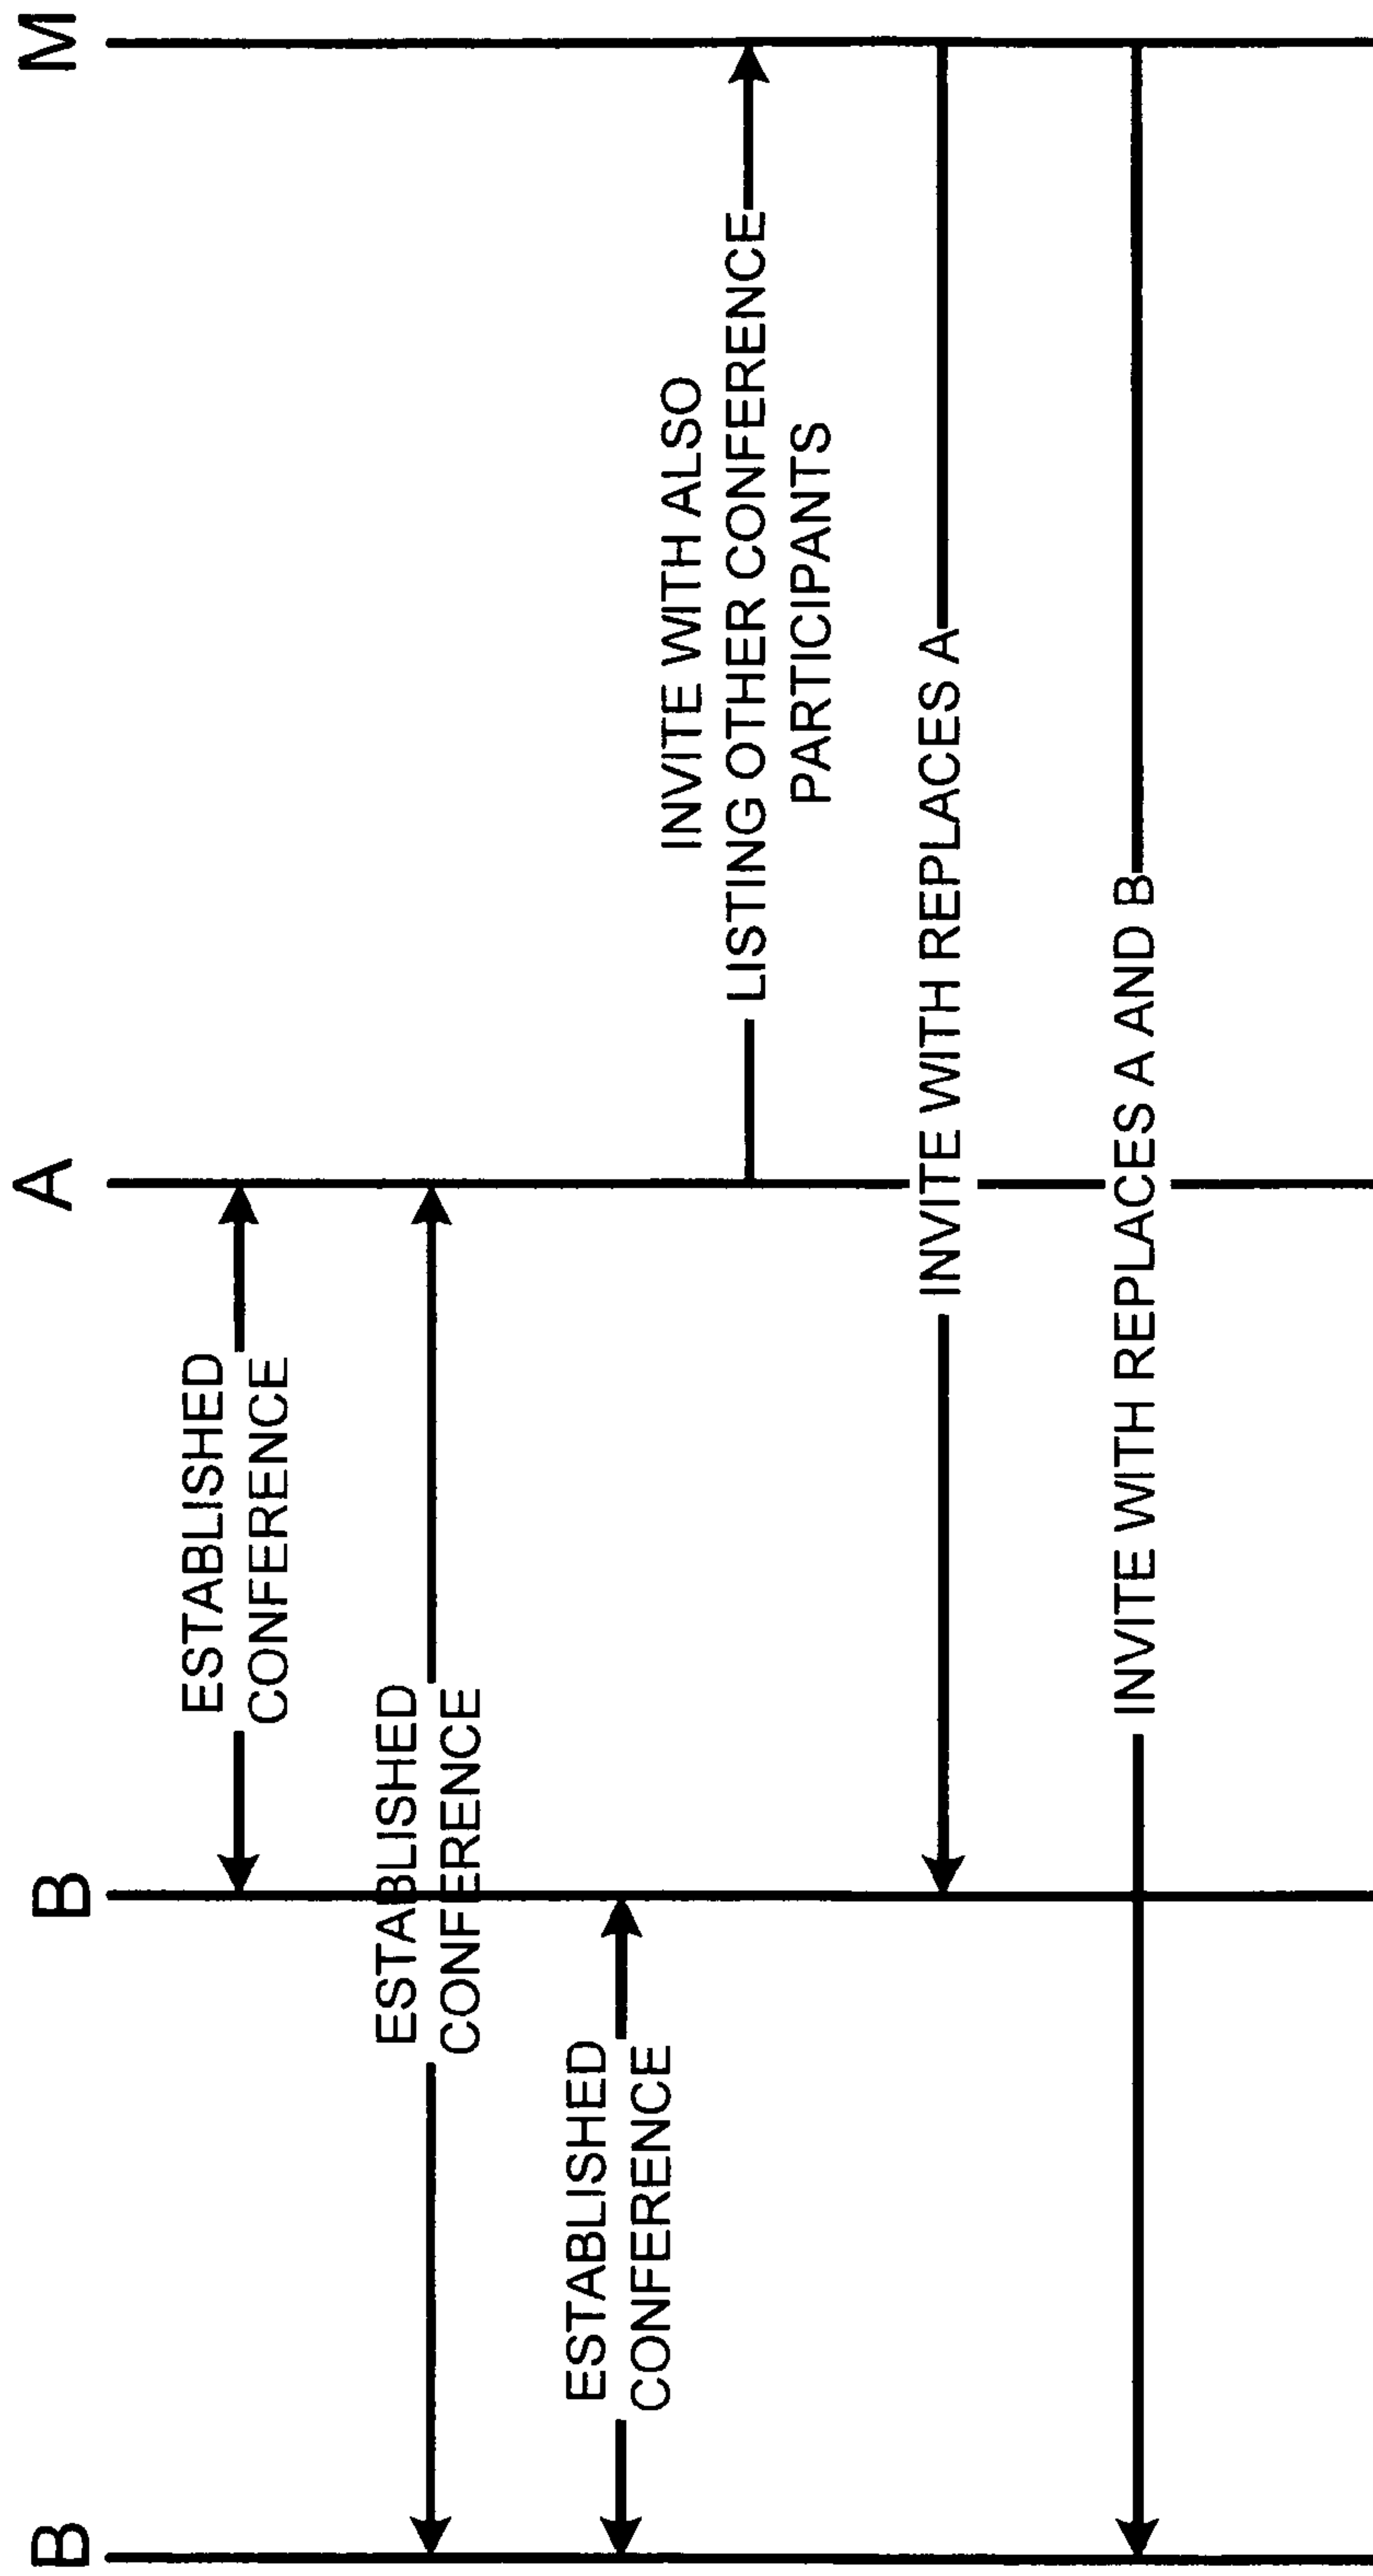 B
B
A
M
ESTABLISHED
CONFERENCE
ESTABLISHED
CONFERENCE
ESTABLISHED
CONFERENCE
INVITE WITH ALSO
LISTING OTHER CONFERENCE
PARTICIPANTS
INVITE WITH REPLACES A
INVITE WITH REPLACES A AND B